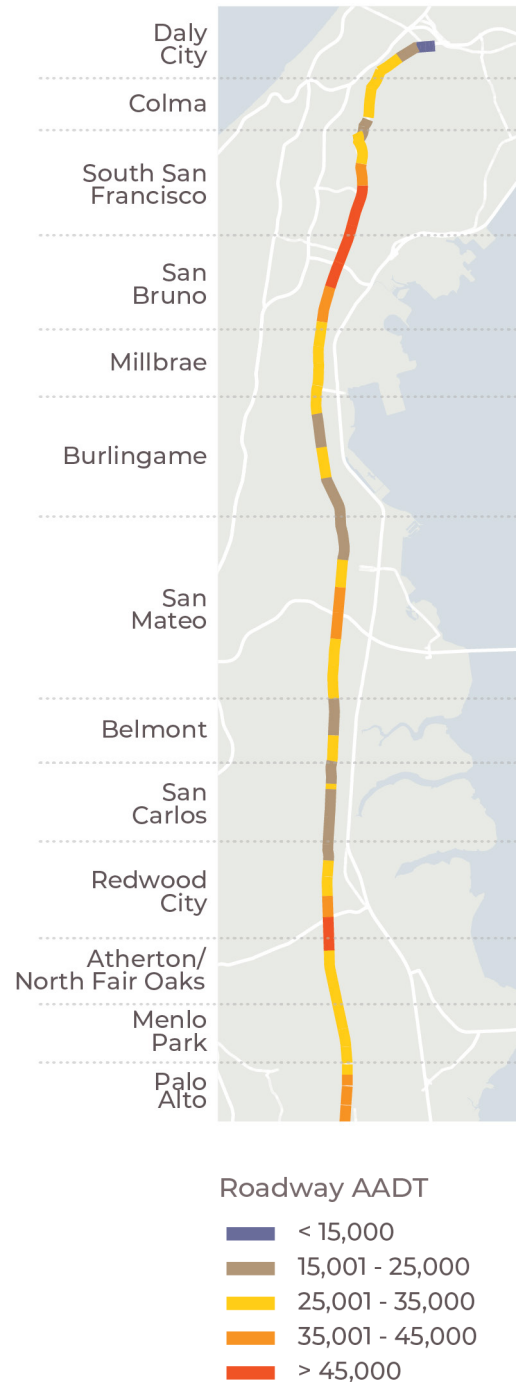 Daly
City
Colma
South San
Francisco
San
Bruno
Millbrae
Burlingame
San
Mateo
Belmont
San
Carlos
Redwood
City
Atherton/
North Fair Oaks
Menlo
Park
Palo
Alto
Roadway AADT
< 15,000
15,001 - 25,000
25,001 - 35,000
35,001 - 45,000
> 45,000